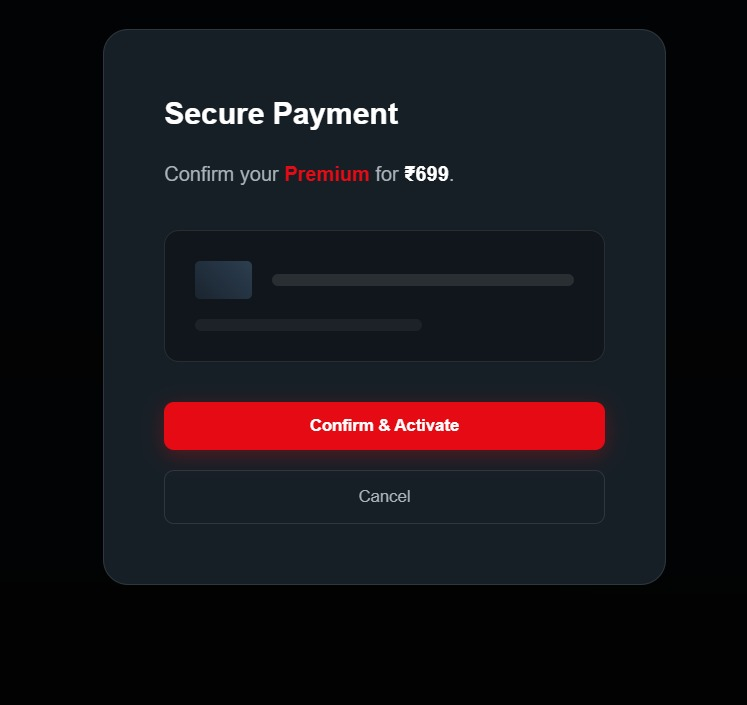 Secure Payment
Confirm your Premium for ₹699.
Confirm & Activate
Cancel